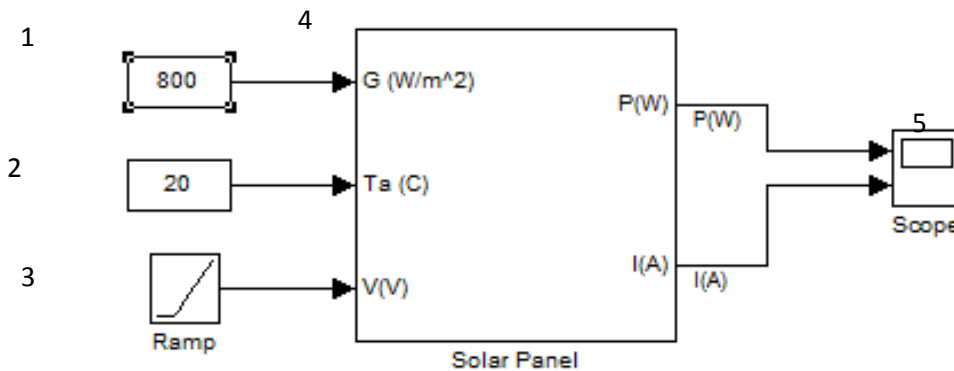 4
1
800
G (W/m^2)
P(W)
P(W)
5
2
20
Ta (C)
Scope
3
V(V)
I(A)
I(A)
Ramp
Solar Panel